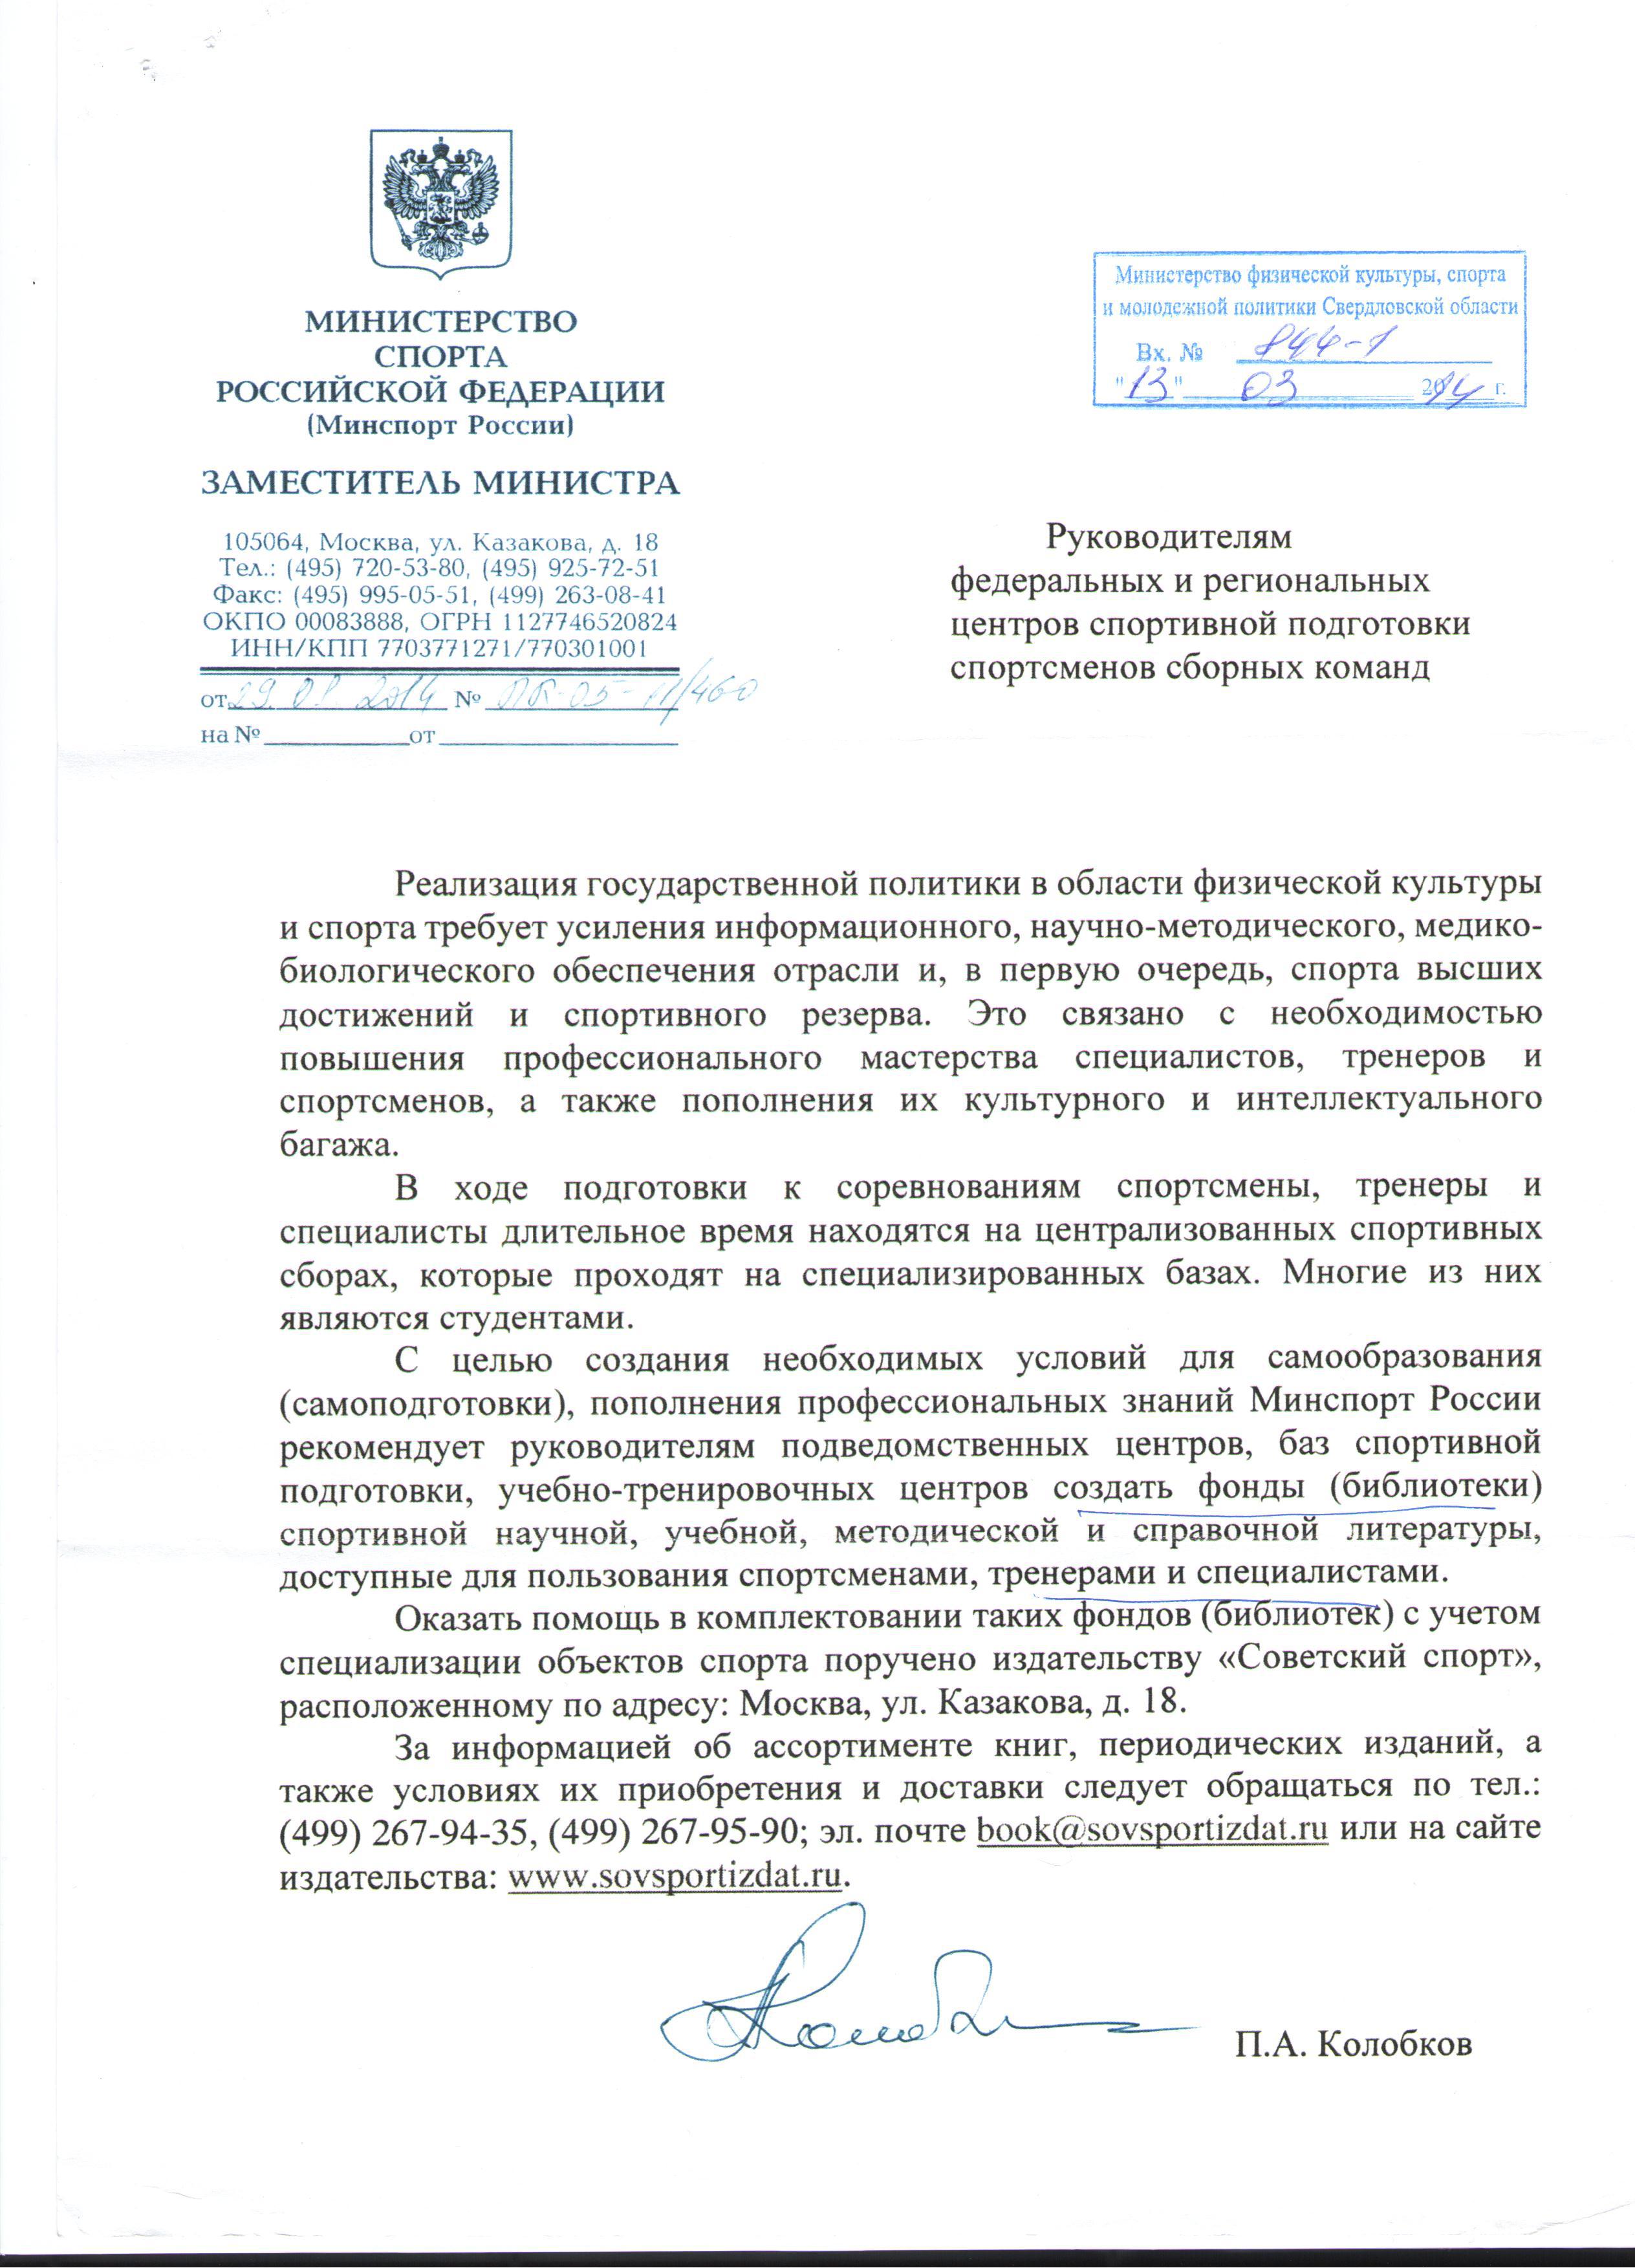 МИНИСТЕРСТВО
СПОРТА
РОССИЙСКОЙ ФЕДЕРАЦИИ
(Минспорт России)
ЗАМЕСТИТЕЛЬ МИНИСТРА
105064, Москва, ул. Казакова, д. 18
Тел.: (495) 720-53-80, (495) 925-72-51
Факс: (495) 995-05-51, (499) 263-08-41
ОКПО 00083888, ОГРН 1127746520824
ИНН/КПП 7703771271/770301001
от 29.01.2014 № ПК-05-11/460
на № от
Министерство физической культуры, спорта
и молодежной политики Свердловской области
Вх. №
"13" 03 2014 г.
Руководителям
федеральных и региональных
центров спортивной подготовки
спортсменов сборных команд
Реализация государственной политики в области физической культуры
и спорта требует усиления информационного, научно-методического, медико-
биологического обеспечения отрасли и, в первую очередь, спорта высших
достижений и спортивного резерва. Это связано с необходимостью
повышения профессионального мастерства специалистов, тренеров и
спортсменов, а также пополнения их культурного и интеллектуального
багажа.
В ходе подготовки к соревнованиям спортсмены, тренеры и
специалисты длительное время находятся на централизованных спортивных
сборах, которые проходят на специализированных базах. Многие из них
являются студентами.
С целью создания необходимых условий для самообразования
(самоподготовки), пополнения профессиональных знаний Минспорт России
рекомендует руководителям подведомственных центров, баз спортивной
подготовки, учебно-тренировочных центров создать фонды (библиотеки)
спортивной научной, учебной, методической и справочной литературы,
доступные для пользования спортсменами, тренерами и специалистами.
Оказать помощь в комплектовании таких фондов (библиотек) с учетом
специализации объектов спорта поручено издательству «Советский спорт»,
расположенному по адресу: Москва, ул. Казакова, д. 18.
За информацией об ассортименте книг, периодических изданий, а
также условиях их приобретения и доставки следует обращаться по тел.:
(499) 267-94-35, (499) 267-95-90; эл. почте book@sovsportizdat.ru или на сайте
издательства: www.sovsportizdat.ru.
П.А. Колобков